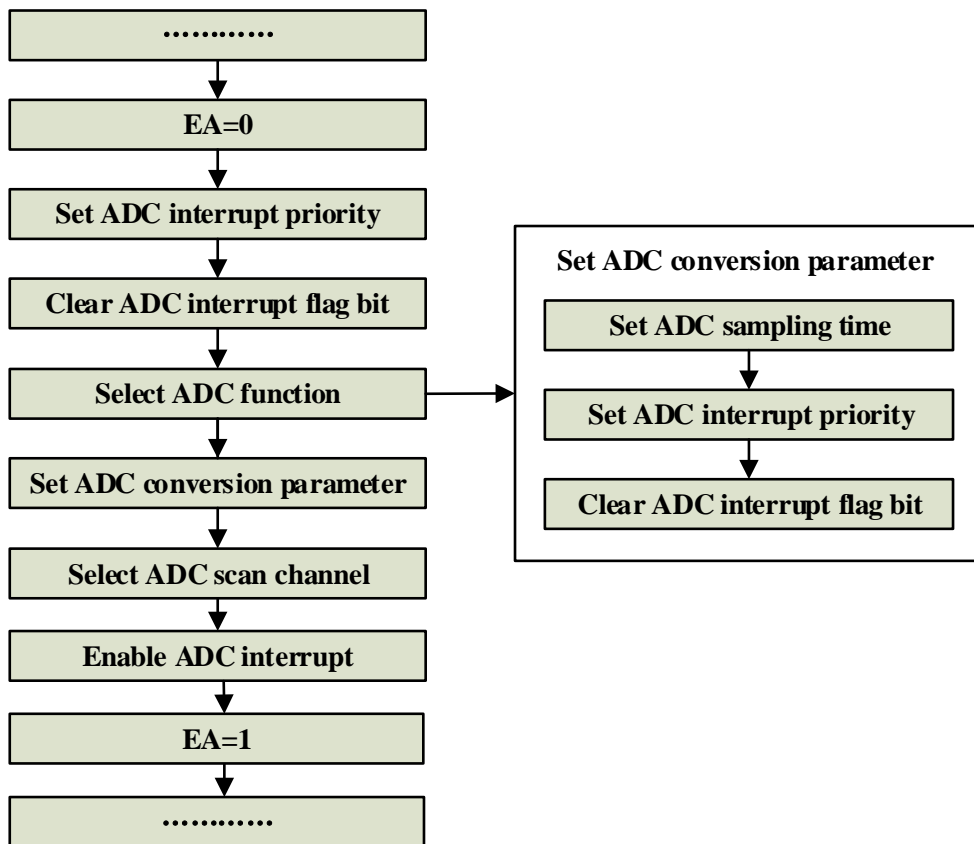 …………
EA=0
Set ADC interrupt priority
Clear ADC interrupt flag bit
Select ADC function
Set ADC conversion parameter
Select ADC scan channel
Enable ADC interrupt
EA=1
…………
Set ADC conversion parameter
Set ADC sampling time
Set ADC interrupt priority
Clear ADC interrupt flag bit